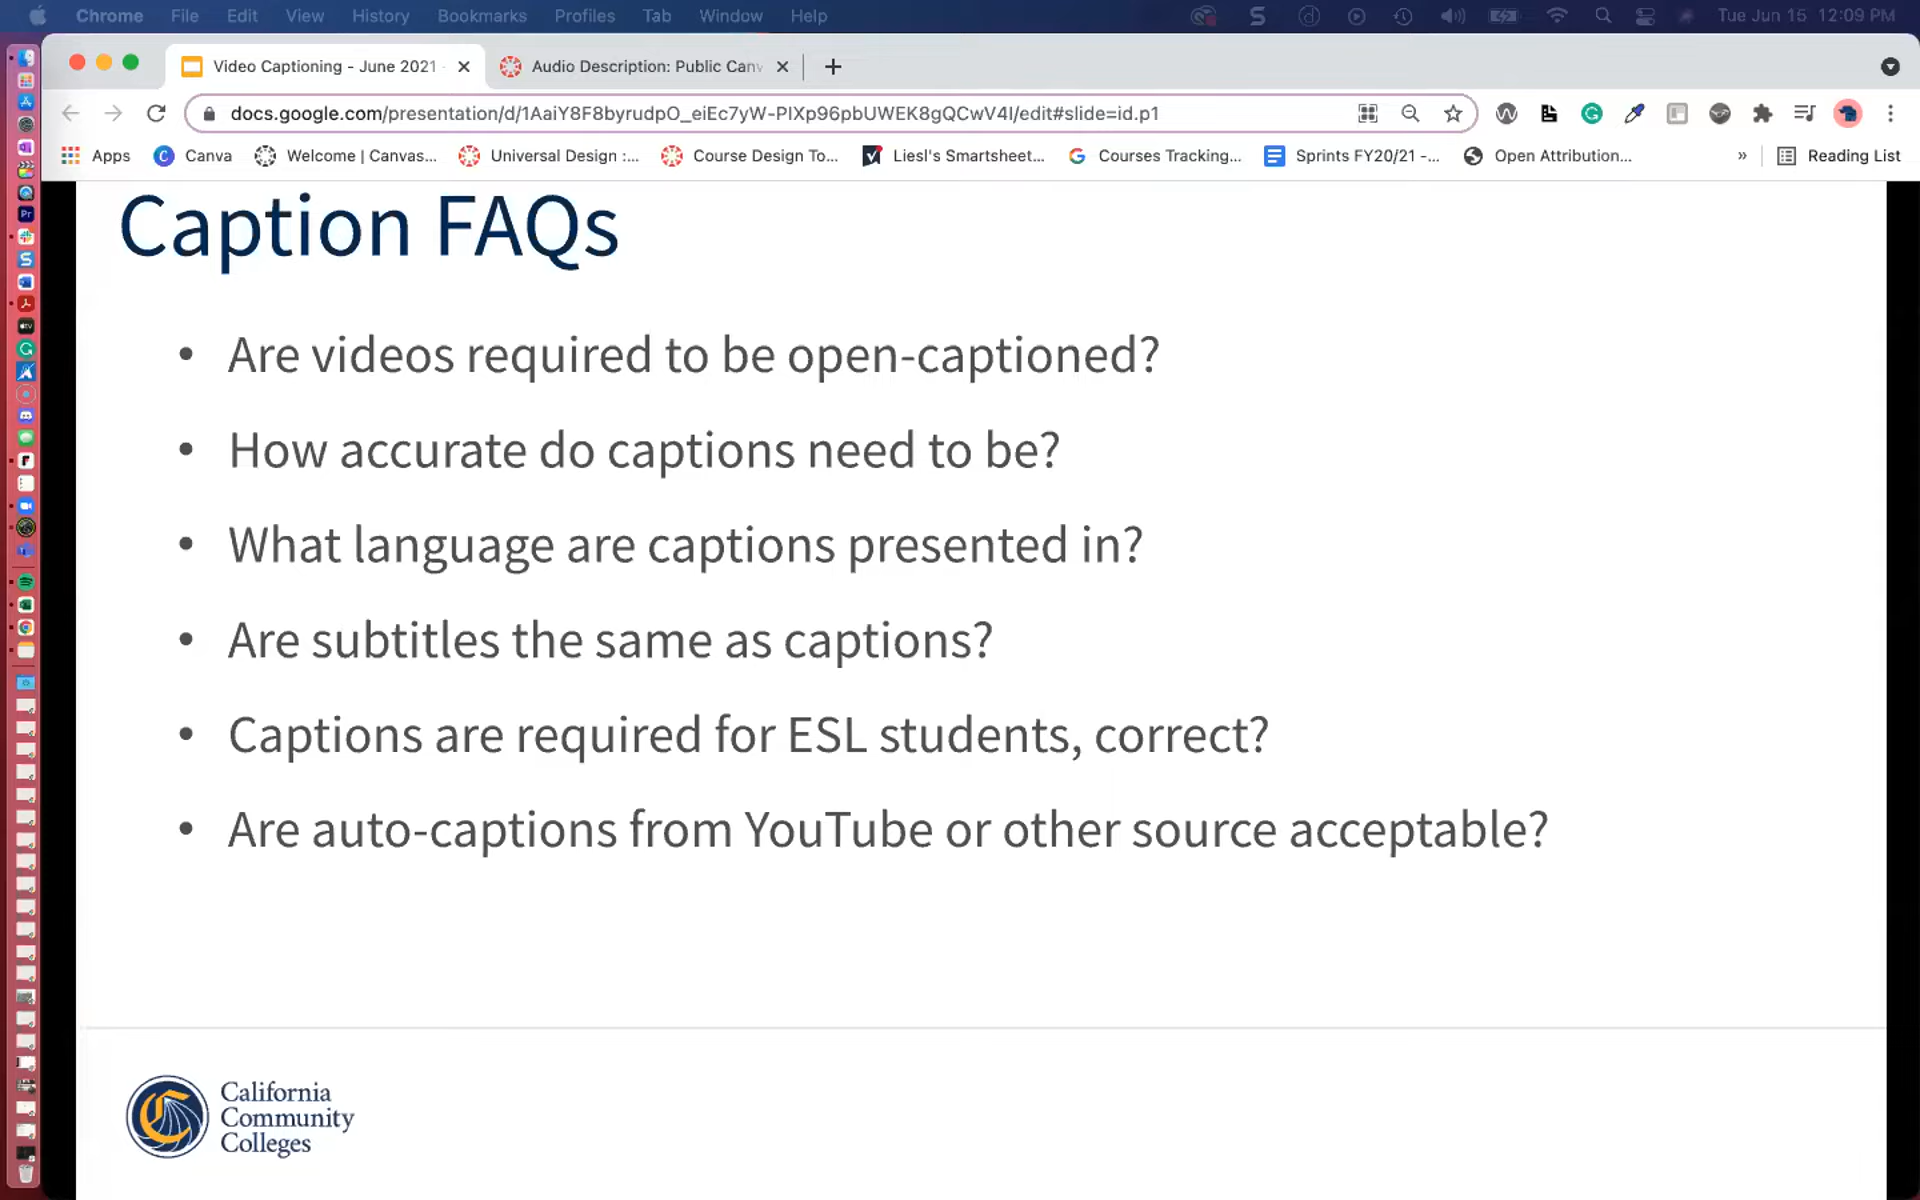 Chrome File Edit View History Bookmarks Profiles Tab Window Help Tue Jun 15 12:09 PM
Video Captioning - June 2021 Audio Description: Public Canv
docs.google.com/presentation/d/1AaiY8F8byrudpO_eiEc7yW-PIXp96pbUWEK8gQCwV4I/edit#slide=id.p1
Apps Canva Welcome | Canvas... Universal Design :... Course Design To... Liesl's Smartsheet... Courses Tracking... Sprints FY20/21 -... Open Attribution... » Reading List
Caption FAQs
• Are videos required to be open-captioned?
• How accurate do captions need to be?
• What language are captions presented in?
• Are subtitles the same as captions?
• Captions are required for ESL students, correct?
• Are auto-captions from YouTube or other source acceptable?
California
Community
Colleges